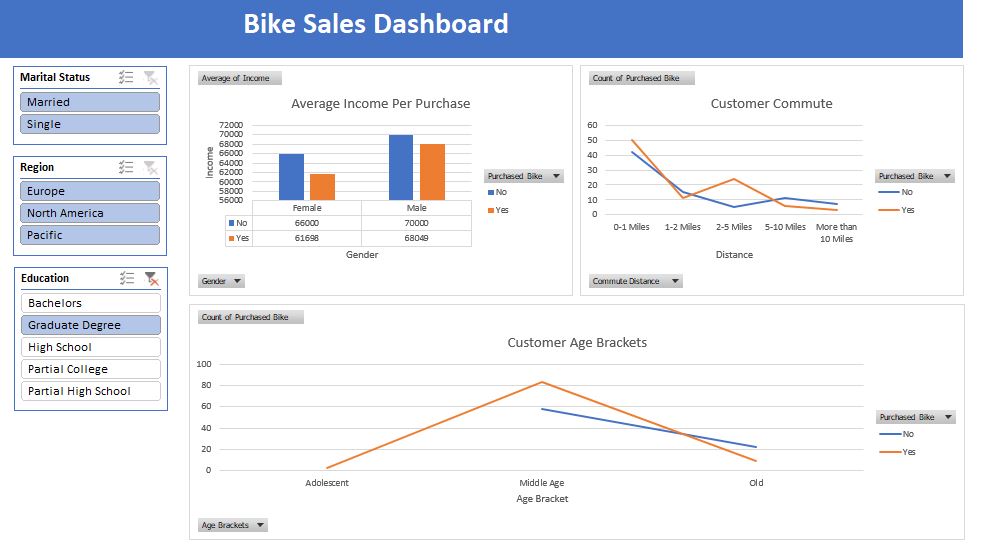 Bike Sales Dashboard
Marital Status
Married
Single
Region
Europe
North America
Pacific
Education
Bachelors
Graduate Degree
High School
Partial College
Partial High School
Average of Income
Average Income Per Purchase
Income
72000
70000
68000
66000
64000
62000
60000
58000
56000
Female Male
No 66000 70000
Yes 61698 68049
Gender
Purchased Bike
No
Yes
Gender
Count of Purchased Bike
Customer Commute
60
50
40
30
20
10
0
0-1 Miles 1-2 Miles 2-5 Miles 5-10 Miles More than
10 Miles
Distance
Purchased Bike
No
Yes
Commute Distance
Count of Purchased Bike
Customer Age Brackets
100
80
60
40
20
0
Adolescent Middle Age Old
Age Bracket
Purchased Bike
No
Yes
Age Brackets